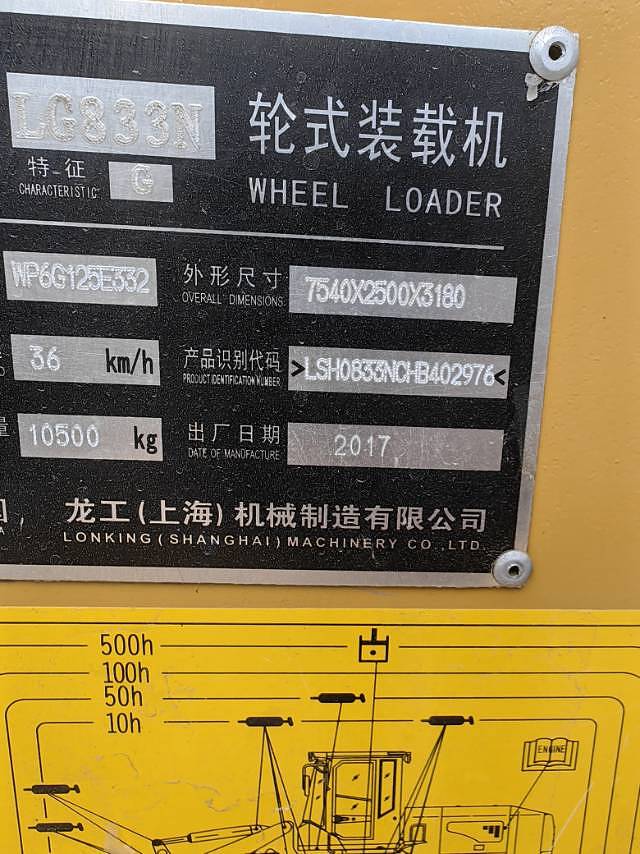 LG833N 轮式装载机
特征 G
CHARACTERISTIC
WHEEL LOADER
WP6G125E332 外形尺寸 7540X2500X3180
OVERALL DIMENSIONS
36 km/h 产品识别代码 >LSH0833NCHB402976<
PRODUCT IDENTIFICATION NUMBER
10500 kg 出厂日期 2017
DATE OF MANUFACTURE
龙工(上海)机械制造有限公司
LONKING (SHANGHAI) MACHINERY CO.,LTD.
500h
100h
50h
10h
ENGINE